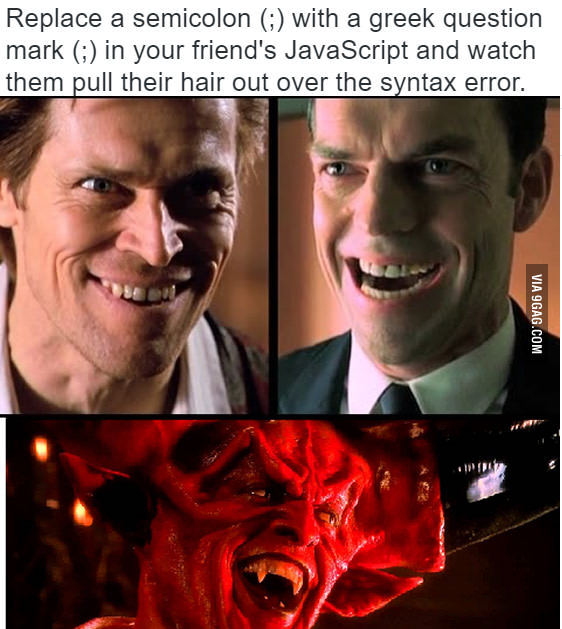 Replace a semicolon (;) with a greek question
mark (;) in your friend's JavaScript and watch
them pull their hair out over the syntax error.
VIA 9GAG.COM